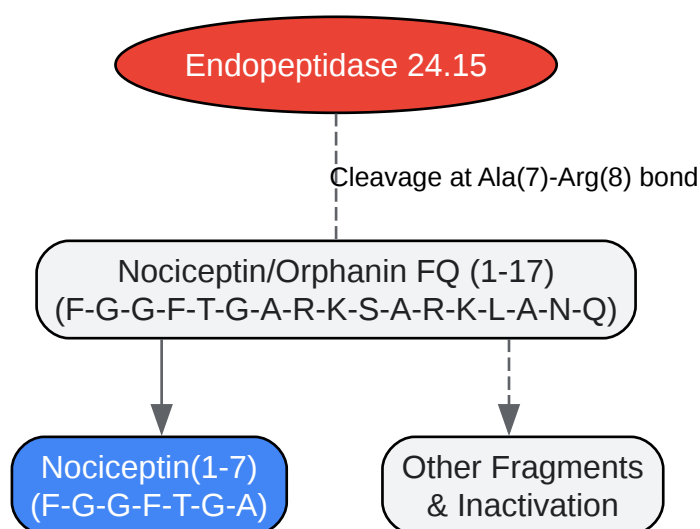 Endopeptidase 24.15
Cleavage at Ala(7)-Arg(8) bond
Nociceptin/Orphanin FQ (1-17)
(F-G-G-F-T-G-A-R-K-S-A-R-K-L-A-N-Q)
Nociceptin(1-7)
(F-G-G-F-T-G-A)
Other Fragments
& Inactivation